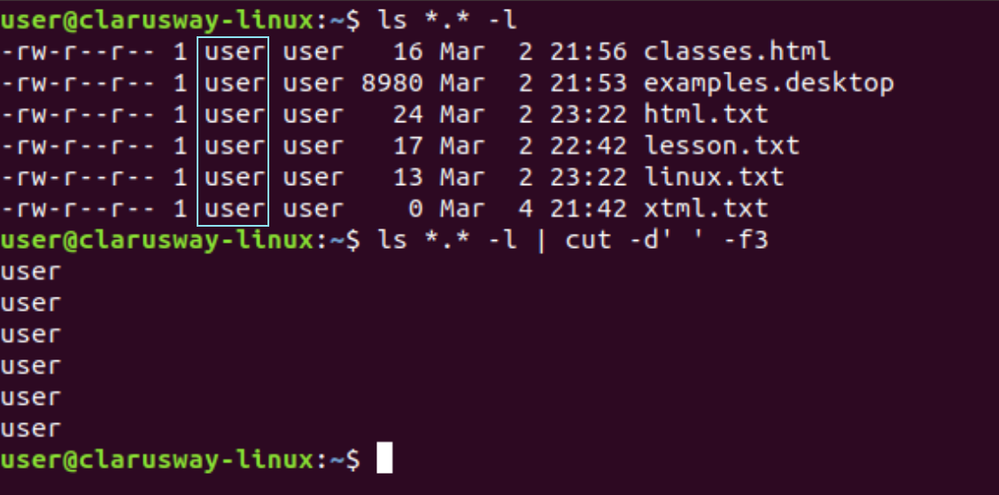 user@clarusway-linux:~$ ls *.* -l
-rw-r--r-- 1 user user   16 Mar  2 21:56 classes.html
-rw-r--r-- 1 user user 8980 Mar  2 21:53 examples.desktop
-rw-r--r-- 1 user user   24 Mar  2 23:22 html.txt
-rw-r--r-- 1 user user   17 Mar  2 22:42 lesson.txt
-rw-r--r-- 1 user user   13 Mar  2 23:22 linux.txt
-rw-r--r-- 1 user user    0 Mar  4 21:42 xtml.txt
user@clarusway-linux:~$ ls *.* -l | cut -d' ' -f3
user
user
user
user
user
user
user@clarusway-linux:~$